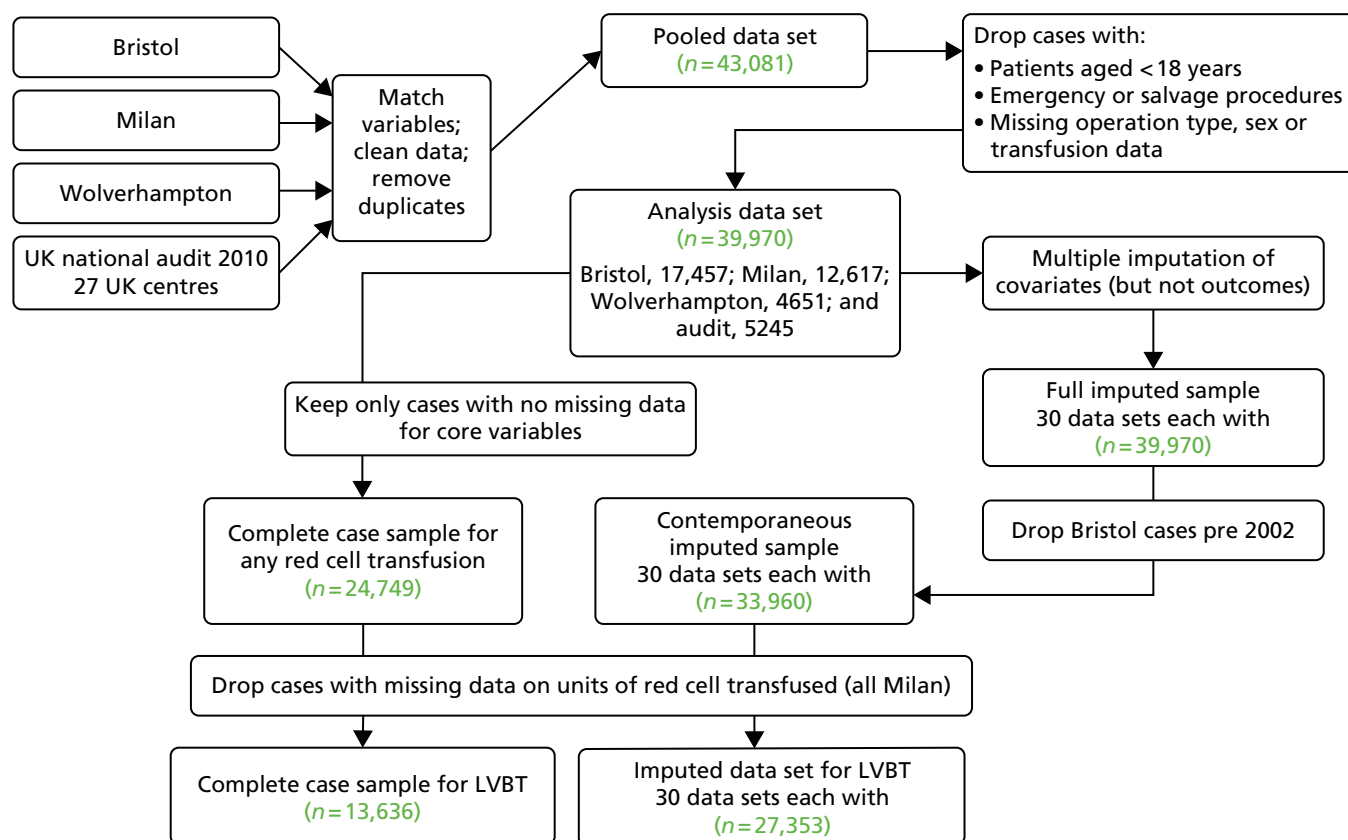 Bristol
Milan
Wolverhampton
UK national audit 2010
27 UK centres
Match
variables;
clean data;
remove
duplicates
Pooled data set
(n=43,081)
Drop cases with:
• Patients aged <18 years
• Emergency or salvage procedures
• Missing operation type, sex or
transfusion data
Analysis data set
(n=39,970)
Bristol, 17,457; Milan, 12,617;
Wolverhampton, 4651; and
audit, 5245
Multiple imputation of
covariates (but not outcomes)
Full imputed sample
30 data sets each with
(n=39,970)
Drop Bristol cases pre 2002
Keep only cases with no missing data
for core variables
Complete case sample for
any red cell transfusion
(n=24,749)
Contemporaneous
imputed sample
30 data sets each with
(n=33,960)
Drop cases with missing data on units of red cell transfused (all Milan)
Complete case sample for LVBT
(n=13,636)
Imputed data set for LVBT
30 data sets each with
(n=27,353)